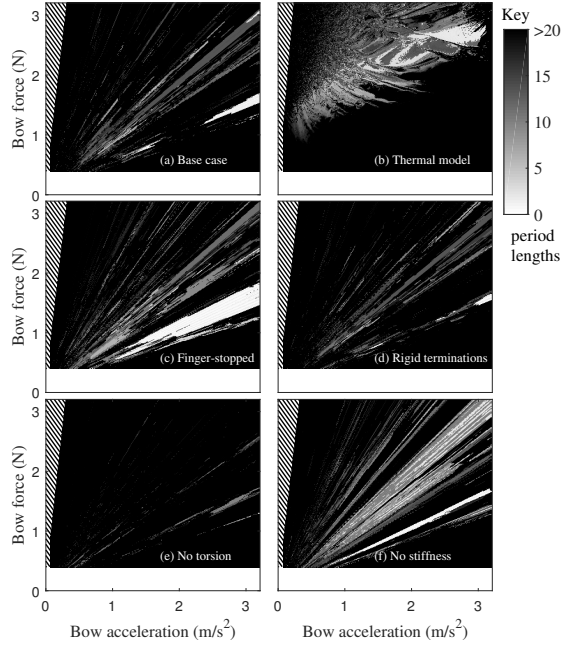 Key
>20
15
10
5
0
period
lengths
Bow force (N)
3
2
1
0
(a) Base case
(b) Thermal model
Bow force (N)
3
2
1
0
(c) Finger-stopped
(d) Rigid terminations
Bow force (N)
3
2
1
0
(e) No torsion
(f) No stiffness
0 1 2 3
0 1 2 3
Bow acceleration (m/s²)
Bow acceleration (m/s²)